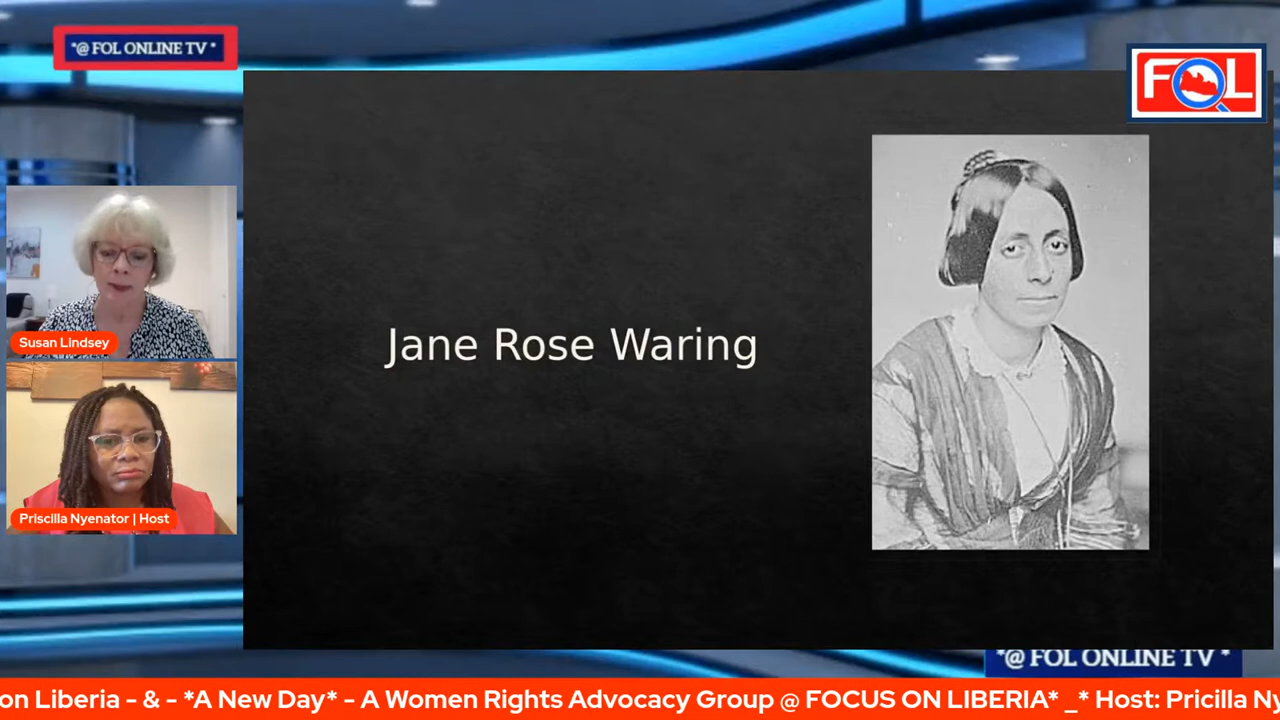 *@ FOL ONLINE TV *
FOL
Jane Rose Waring
Susan Lindsey
Priscilla Nyenator | Host
*@ FOL ONLINE TV *
on Liberia - & - *A New Day* - A Women Rights Advocacy Group @ FOCUS ON LIBERIA* _* Host: Pricilla Ny